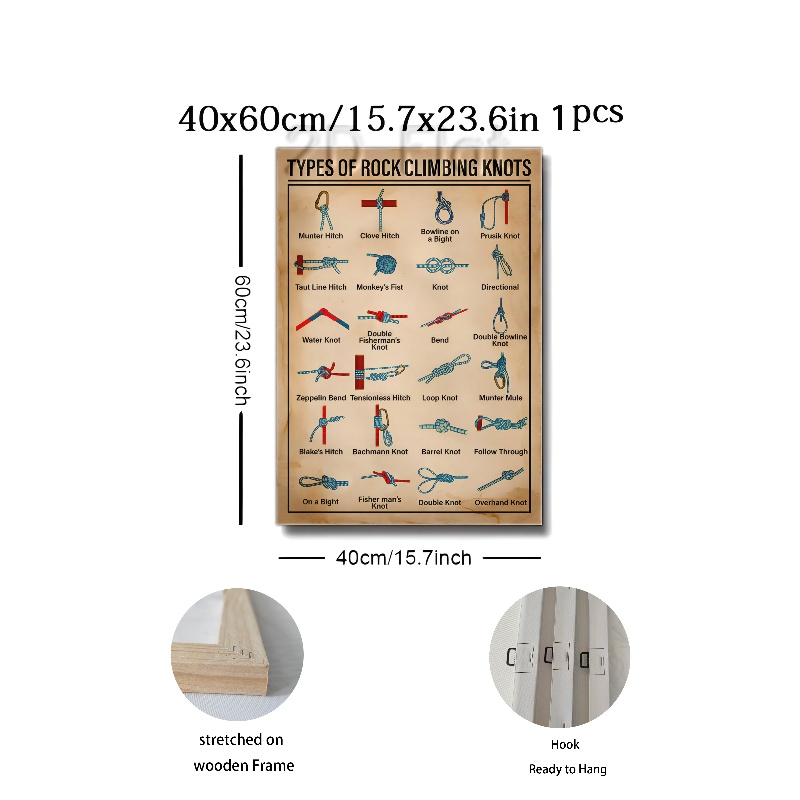 40x60cm/15.7x23.6in 1pcs
2D Flat
TYPES OF ROCK CLIMBING KNOTS
Munter Hitch
Clove Hitch
Bowline on
a Bight
Prusik Knot
Taut Line Hitch
Monkey's Fist
Knot
Directional
Water Knot
Double
Fisherman's
Knot
Bend
Double Bowline
Knot
Zeppelin Bend
Tensionless Hitch
Loop Knot
Munter Mule
Blake's Hitch
Bachmann Knot
Barrel Knot
Follow Through
On a Bight
Fisher man's
Knot
Double Knot
Overhand Knot
60cm/23.6inch
40cm/15.7inch
stretched on
wooden Frame
Hook
Ready to Hang